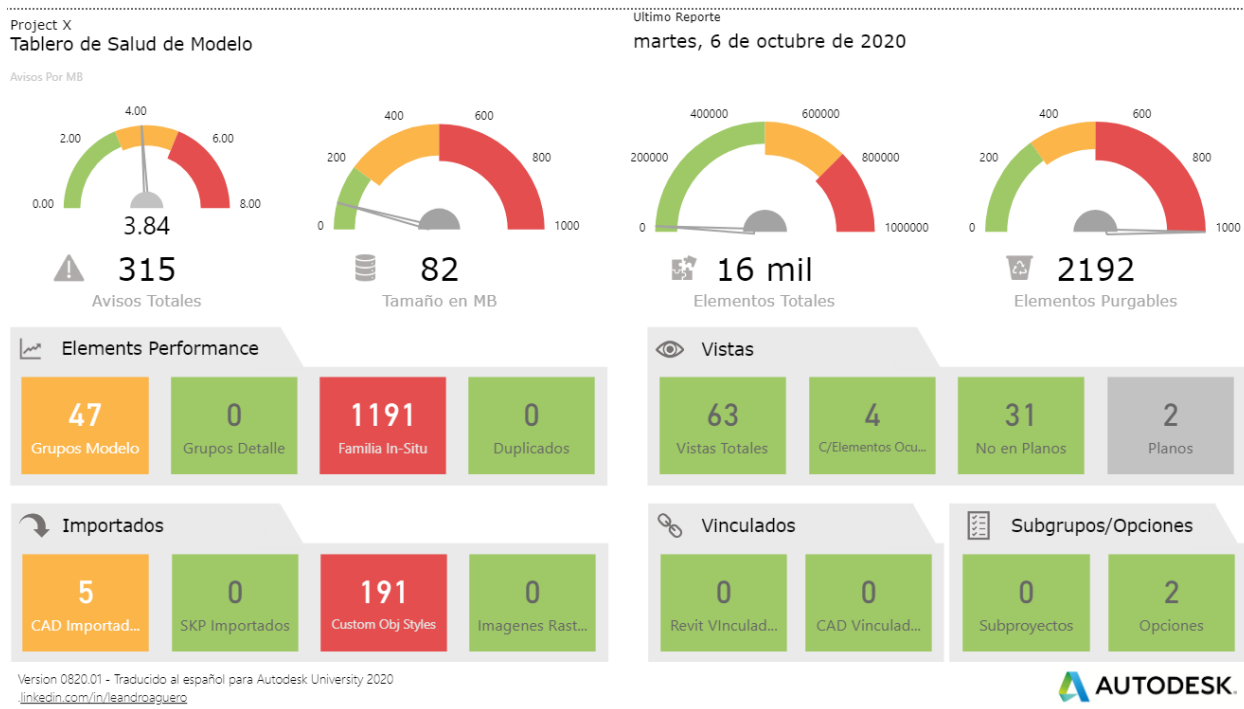 Project X
Tablero de Salud de Modelo
Ultimo Reporte
martes, 6 de octubre de 2020
Avisos Por MB
0.00
2.00
4.00
6.00
8.00
3.84
0
200
400
600
800
1000
0
200000
400000
600000
800000
1000000
0
200
400
600
800
1000
315
Avisos Totales
82
Tamaño en MB
16 mil
Elementos Totales
2192
Elementos Purgables
Elements Performance
47
Grupos Modelo
0
Grupos Detalle
1191
Familia In-Situ
0
Duplicados
Vistas
63
Vistas Totales
4
C/Elementos Ocu...
31
No en Planos
2
Planos
Importados
5
CAD Importad...
0
SKP Importados
191
Custom Obj Styles
0
Imagenes Rast...
Vinculados
0
Revit VInculad...
0
CAD Vinculad...
Subgrupos/Opciones
0
Subproyectos
2
Opciones
Version 0820.01 - Traducido al español para Autodesk University 2020
.linkedin.com/in/leandroaguero
AUTODESK.